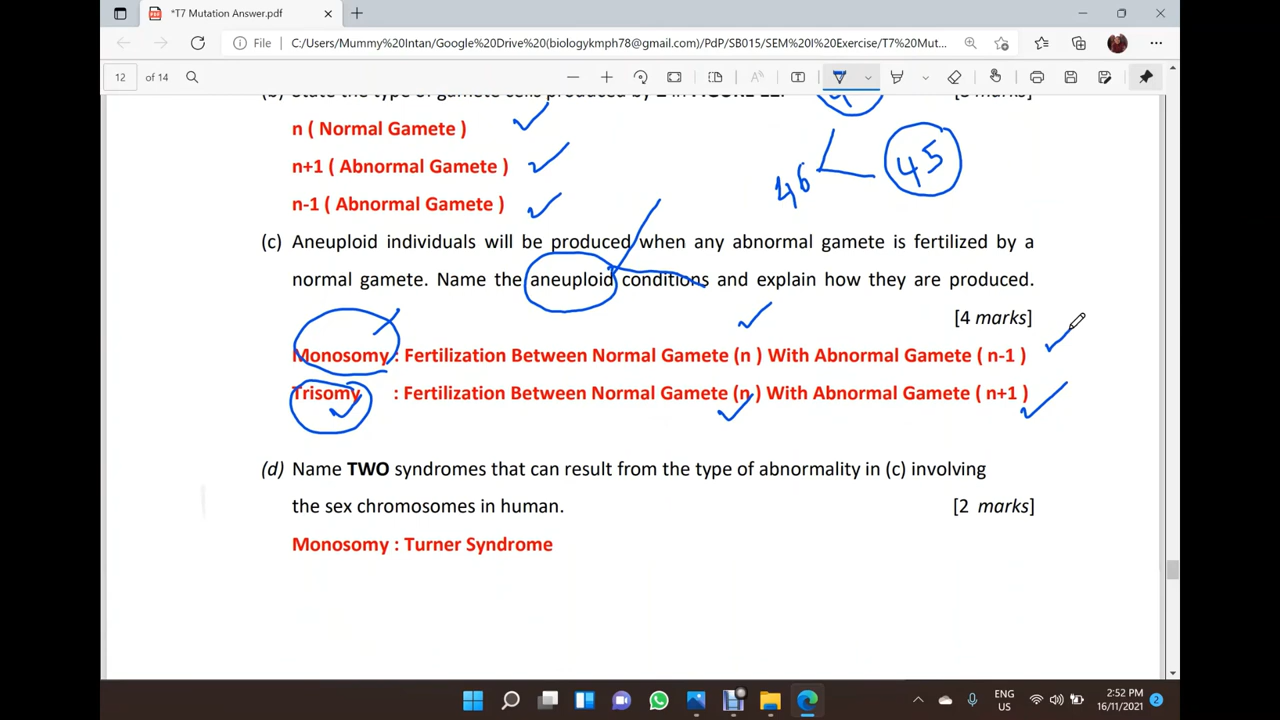 *T7 Mutation Answer.pdf
File
C:/Users/Mummy%20Intan/Google%20Drive%20(biologykmph78@gmail.com)/PdP/SB015/SEM%20I%20Exercise/T7%20Mut...
12 of 14
n ( Normal Gamete )
n+1 ( Abnormal Gamete )
n-1 ( Abnormal Gamete )
46
45
(c) Aneuploid individuals will be produced when any abnormal gamete is fertilized by a
normal gamete. Name the aneuploid conditions and explain how they are produced.
[4 marks]
Monosomy : Fertilization Between Normal Gamete (n ) With Abnormal Gamete ( n-1 )
Trisomy : Fertilization Between Normal Gamete (n ) With Abnormal Gamete ( n+1 )
(d) Name TWO syndromes that can result from the type of abnormality in (c) involving
the sex chromosomes in human. [2 marks]
Monosomy : Turner Syndrome
ENG
US
2:52 PM
16/11/2021
2